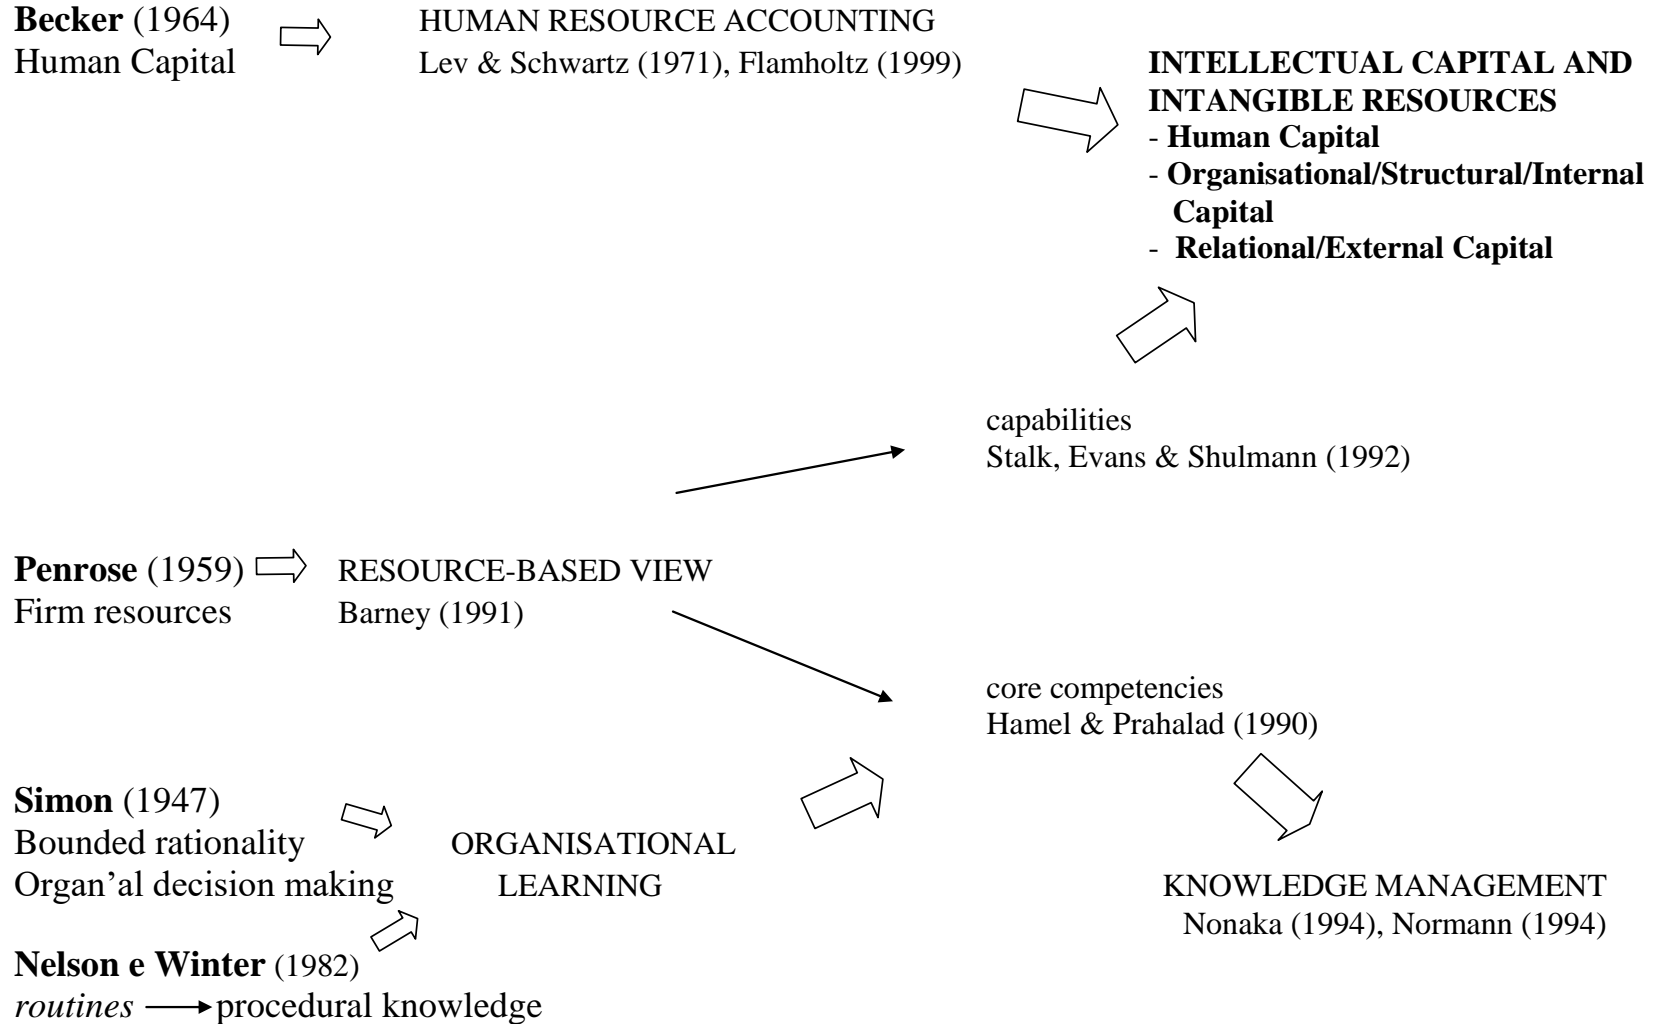 Becker (1964)
Human Capital
HUMAN RESOURCE ACCOUNTING
Lev & Schwartz (1971), Flamholtz (1999)
INTELLECTUAL CAPITAL AND
INTANGIBLE RESOURCES
- Human Capital
- Organisational/Structural/Internal
Capital
- Relational/External Capital
capabilities
Stalk, Evans & Shulmann (1992)
Penrose (1959)
Firm resources
RESOURCE-BASED VIEW
Barney (1991)
core competencies
Hamel & Prahalad (1990)
Simon (1947)
Bounded rationality
Organ’al decision making
ORGANISATIONAL
LEARNING
KNOWLEDGE MANAGEMENT
Nonaka (1994), Normann (1994)
Nelson e Winter (1982)
routines → procedural knowledge